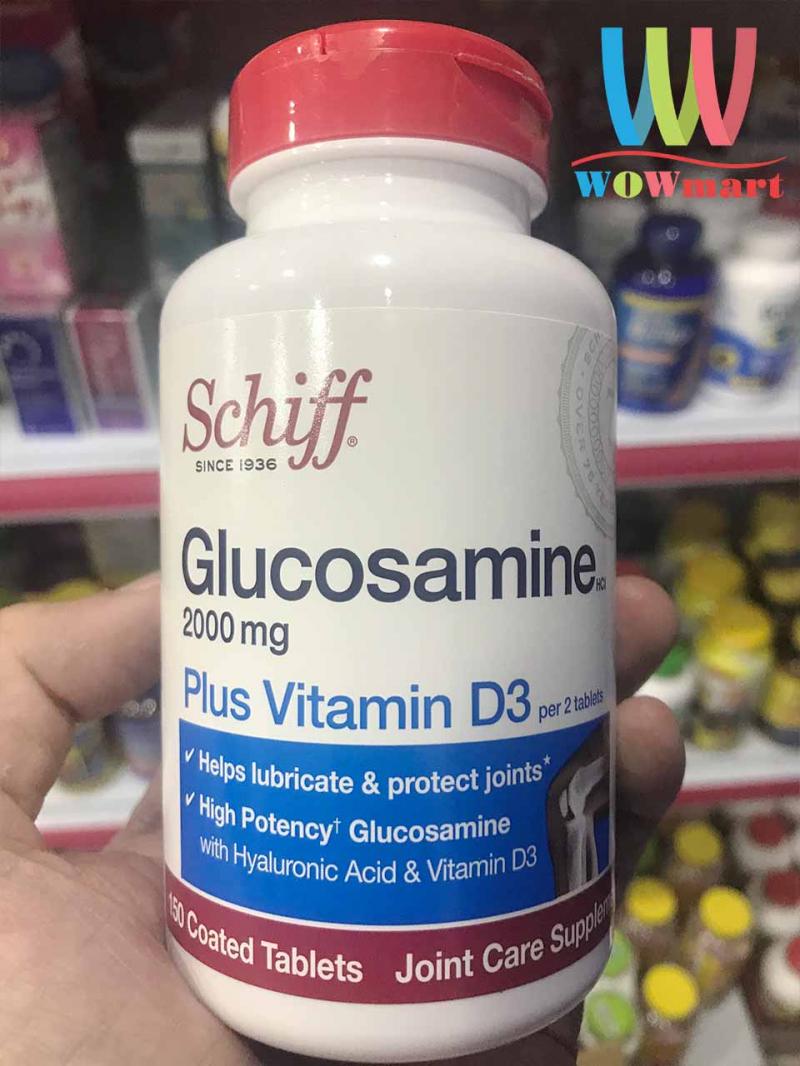 WOWmart
Schiff®
SINCE 1936
Glucosamine HCl
2000 mg
Plus Vitamin D3 per 2 tablets
✓ Helps lubricate & protect joints*
✓ High Potency† Glucosamine
with Hyaluronic Acid & Vitamin D3
150 Coated Tablets Joint Care